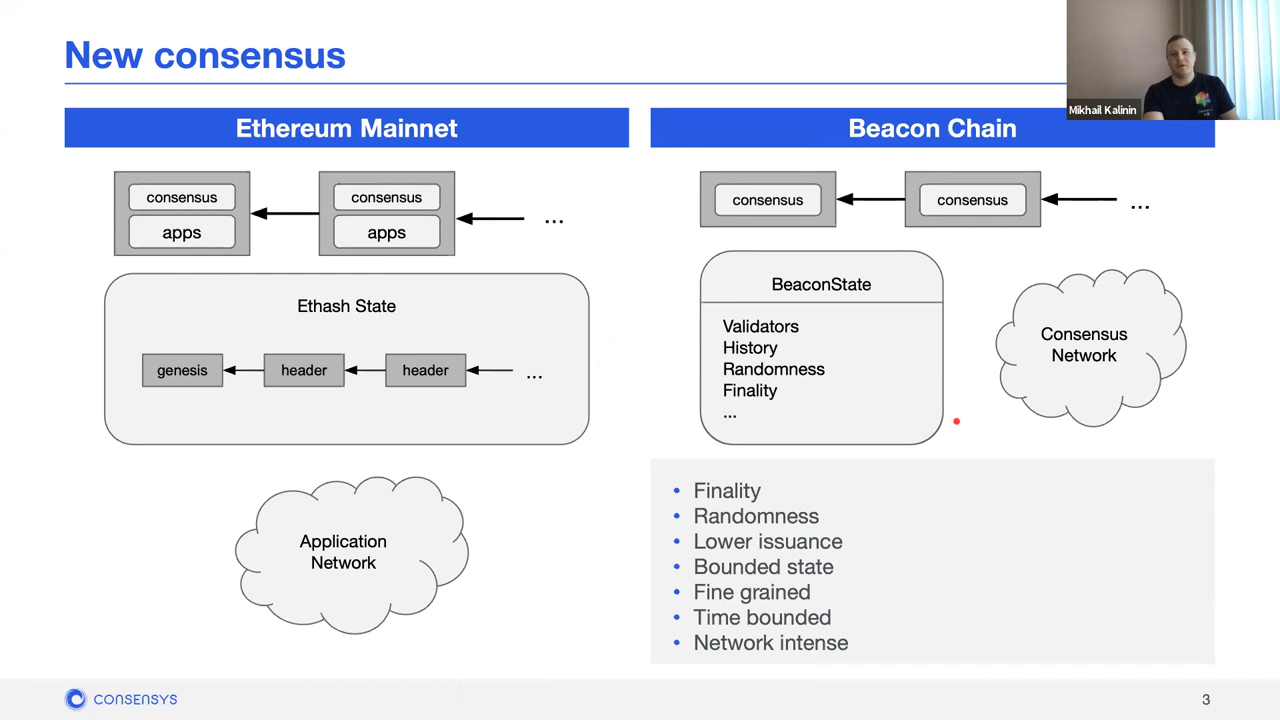 New consensus
Mikhail Kalinin
Ethereum Mainnet
consensus
apps
consensus
apps
...
Ethash State
genesis
header
header
...
Application
Network
Beacon Chain
consensus
consensus
...
BeaconState
Validators
History
Randomness
Finality
...
Consensus
Network
• Finality
• Randomness
• Lower issuance
• Bounded state
• Fine grained
• Time bounded
• Network intense
CONSENSYS
3